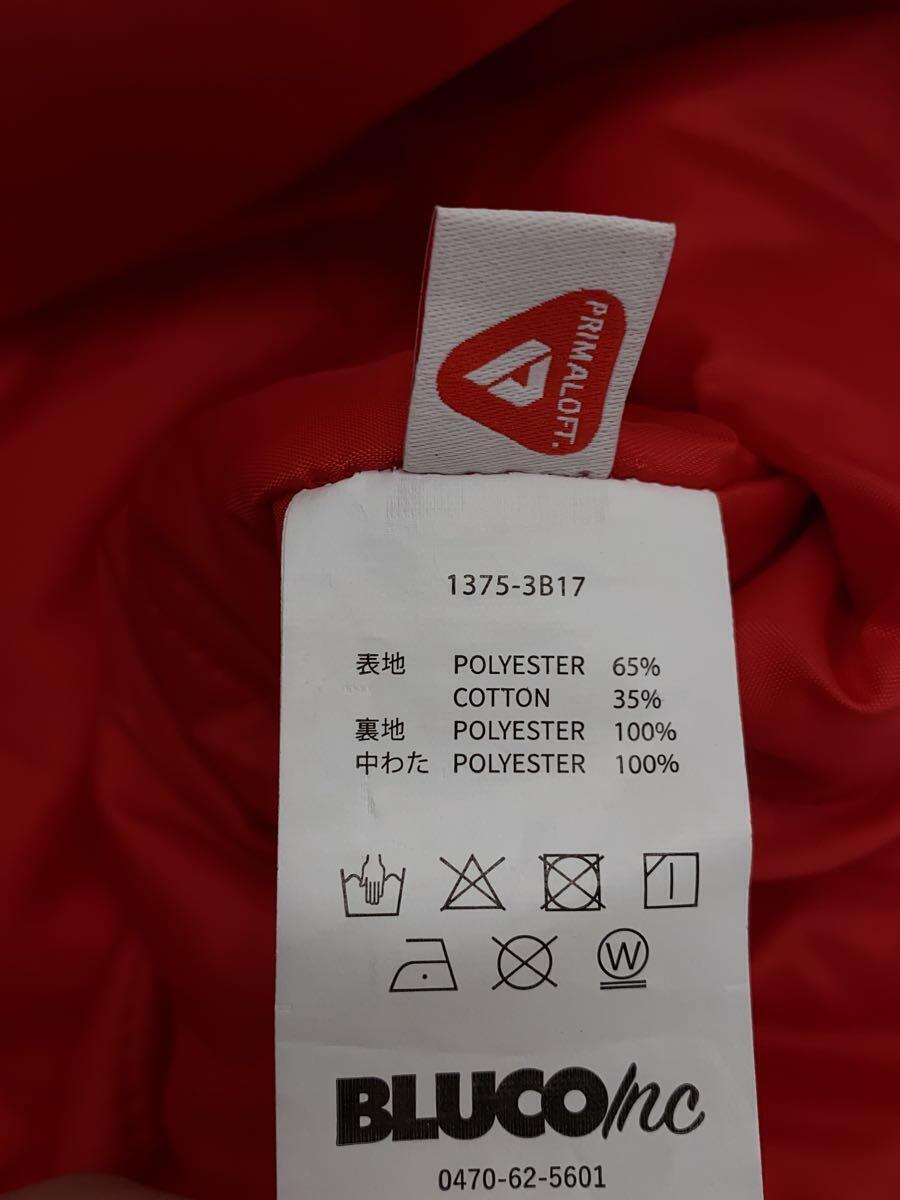 PRIMALOFT.
1375-3B17
表地 POLYESTER 65%
COTTON 35%
裏地 POLYESTER 100%
中わた POLYESTER 100%
W
BLUCO Inc
0470-62-5601